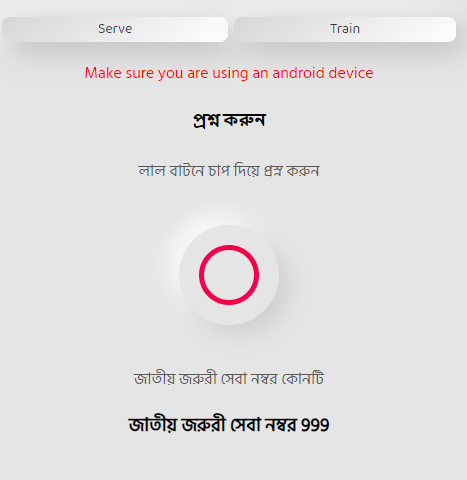 Serve
Train
Make sure you are using an android device
প্রশ্ন করুন
লাল বাটনে চাপ দিয়ে প্রস্ন করুন
জাতীয় জরুরী সেবা নম্বর কোনটি
জাতীয় জরুরী সেবা নম্বর 999